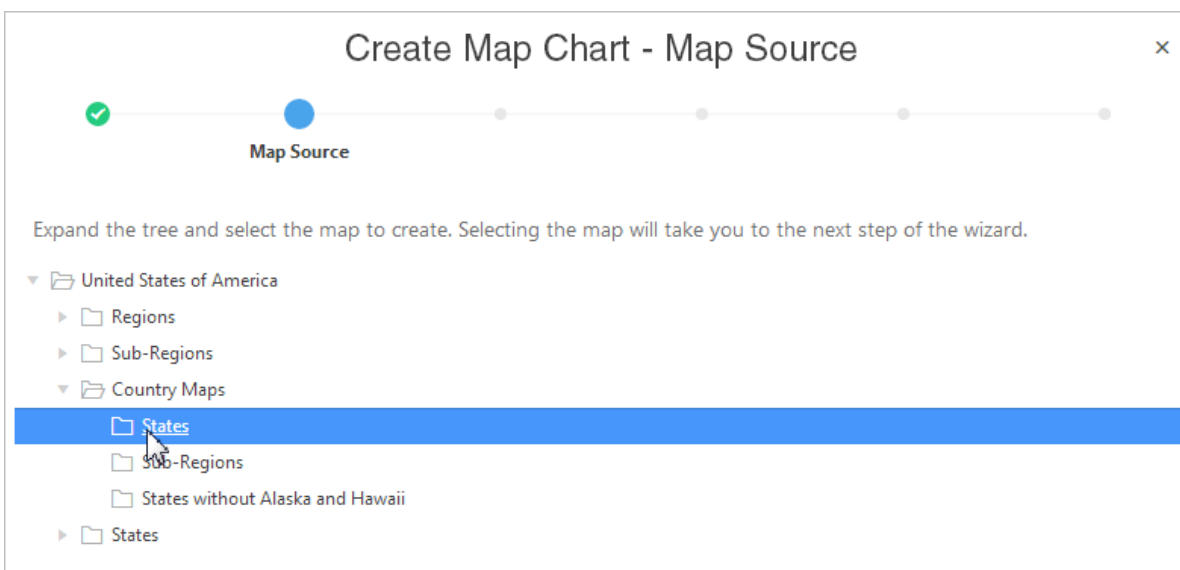 Create Map Chart - Map Source
Map Source
Expand the tree and select the map to create. Selecting the map will take you to the next step of the wizard.
United States of America
Regions
Sub-Regions
Country Maps
States
Sub-Regions
States without Alaska and Hawaii
States